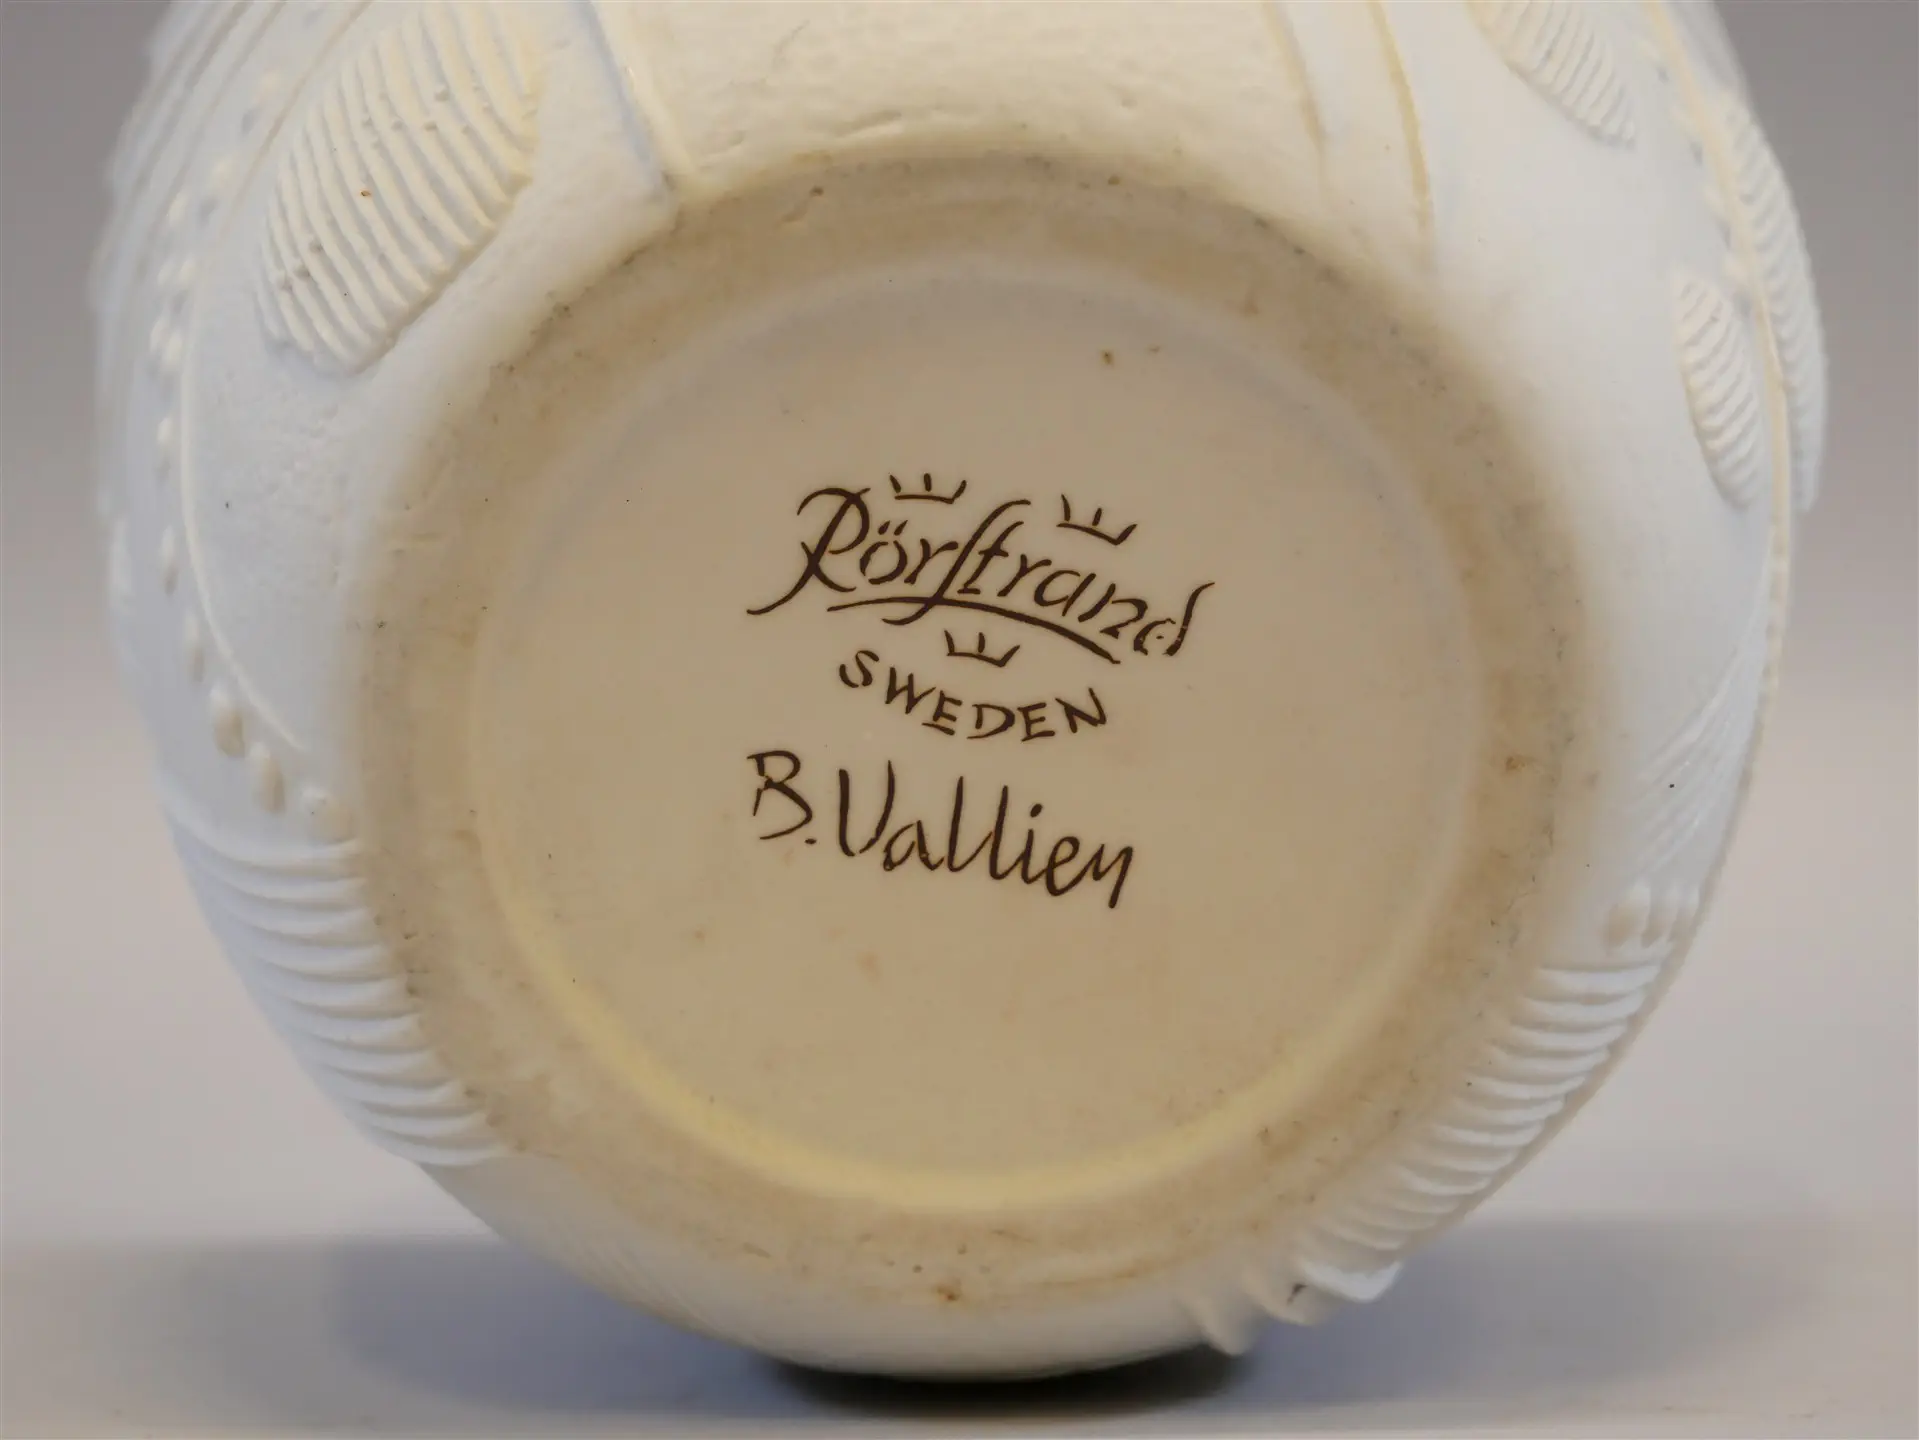 Rörstrand
SWEDEN
B. Vallien